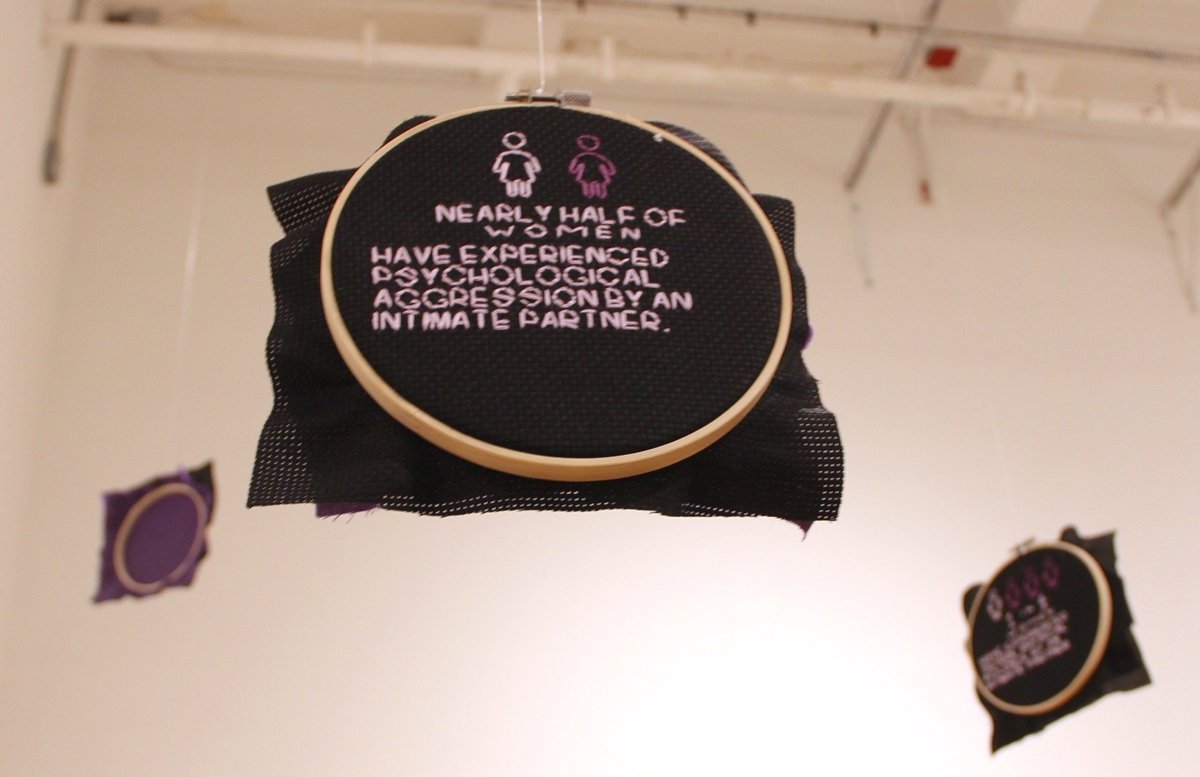 NEARLY HALF OF
WOMEN
HAVE EXPERIENCED
PSYCHOLOGICAL
AGGRESSION BY AN
INTIMATE PARTNER.